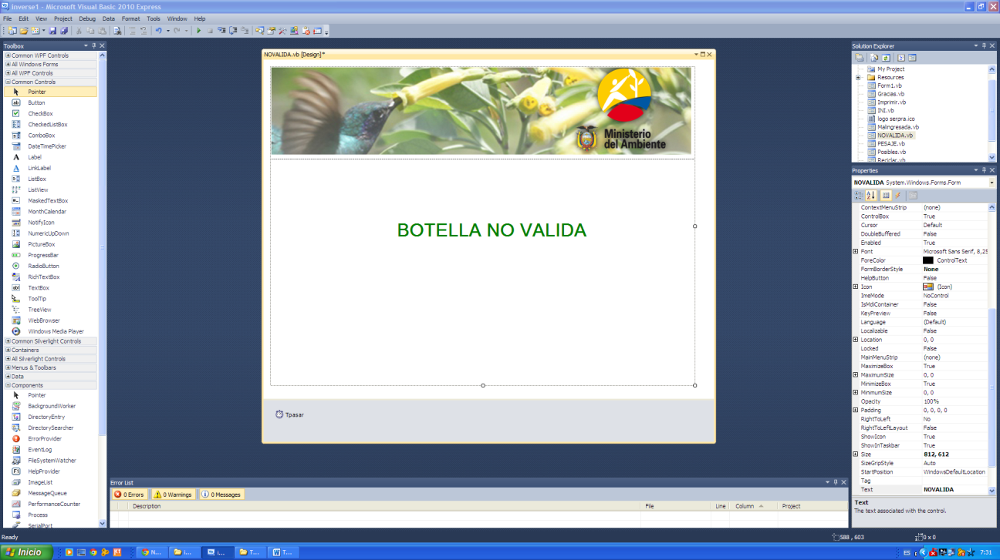 inverse1 - Microsoft Visual Basic 2010 Express
File Edit View Project Debug Data Format Tools Window Help
Toolbox
Common WPF Controls
All Windows Forms
All WPF Controls
Common Controls
Pointer
Button
CheckBox
CheckedListBox
ComboBox
DateTimePicker
Label
LinkLabel
ListBox
ListView
MaskedTextBox
MonthCalendar
NotifyIcon
NumericUpDown
PictureBox
ProgressBar
RadioButton
RichTextBox
TextBox
ToolTip
TreeView
WebBrowser
Windows Media Player
Common Silverlight Controls
Containers
All Silverlight Controls
Menus & Toolbars
Data
Components
Pointer
BackgroundWorker
DirectoryEntry
DirectorySearcher
ErrorProvider
EventLog
FileSystemWatcher
HelpProvider
ImageList
MessageQueue
PerformanceCounter
Process
SerialPort
NOVALIDA.vb [Design]*
Ministerio
del Ambiente
BOTELLA NO VALIDA
Tpasar
Error List
0 Errors 0 Warnings 0 Messages
Description File Line Column Project
Solution Explorer
My Project
Resources
Form1.vb
Gracias.vb
Imprimir.vb
INI.vb
logo serpra.ico
Malingresada.vb
NOVALIDA.vb
PESAJE.vb
Posibles.vb
Reciclar.vb
Properties
NOVALIDA System.Windows.Forms.Form
ContextMenuStrip (none)
ControlBox True
Cursor Default
DoubleBuffered False
Enabled True
Font Microsoft Sans Serif, 8,25
ForeColor ControlText
FormBorderStyle None
HelpButton False
Icon (Icon)
ImeMode NoControl
IsMdiContainer False
KeyPreview False
Language (Default)
Localizable False
Location 0, 0
Locked False
MainMenuStrip (none)
MaximizeBox True
MaximumSize 0, 0
MinimizeBox True
MinimumSize 0, 0
Opacity 100%
Padding 0, 0, 0, 0
RightToLeft No
RightToLeftLayout False
ShowIcon True
ShowInTaskbar True
Size 812, 612
SizeGripStyle Auto
StartPosition WindowsDefaultLocation
Tag
Text NOVALIDA
Text
The text associated with the control.
Ready 588 , 603 0 x 0
Inicio N... i... i... T... T... ES 7:31